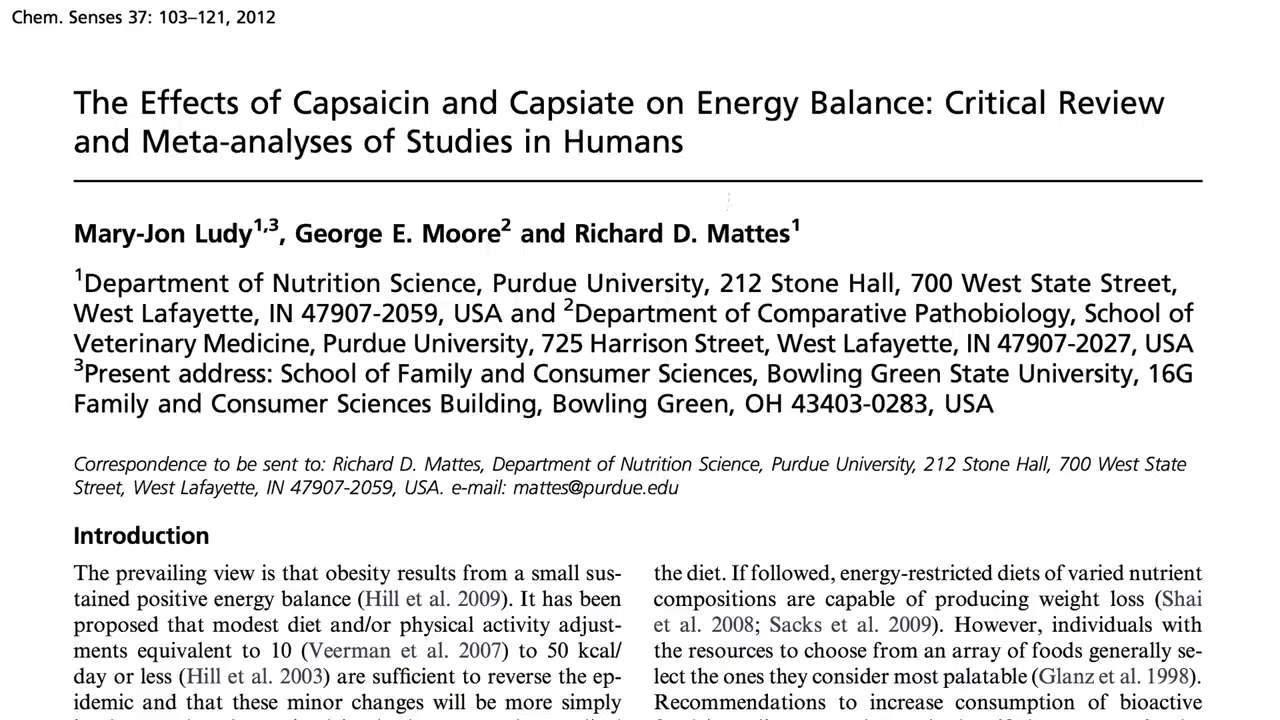 Chem. Senses 37: 103–121, 2012
The Effects of Capsaicin and Capsiate on Energy Balance: Critical Review
and Meta-analyses of Studies in Humans
Mary-Jon Ludy1,3, George E. Moore2 and Richard D. Mattes1
1Department of Nutrition Science, Purdue University, 212 Stone Hall, 700 West State Street,
West Lafayette, IN 47907-2059, USA and 2Department of Comparative Pathobiology, School of
Veterinary Medicine, Purdue University, 725 Harrison Street, West Lafayette, IN 47907-2027, USA
3Present address: School of Family and Consumer Sciences, Bowling Green State University, 16G
Family and Consumer Sciences Building, Bowling Green, OH 43403-0283, USA
Correspondence to be sent to: Richard D. Mattes, Department of Nutrition Science, Purdue University, 212 Stone Hall, 700 West State
Street, West Lafayette, IN 47907-2059, USA. e-mail: mattes@purdue.edu
Introduction
The prevailing view is that obesity results from a small sus-
tained positive energy balance (Hill et al. 2009). It has been
proposed that modest diet and/or physical activity adjust-
ments equivalent to 10 (Veerman et al. 2007) to 50 kcal/
day or less (Hill et al. 2003) are sufficient to reverse the ep-
idemic and that these minor changes will be more simply
the diet. If followed, energy-restricted diets of varied nutrient
compositions are capable of producing weight loss (Shai
et al. 2008; Sacks et al. 2009). However, individuals with
the resources to choose from an array of foods generally se-
lect the ones they consider most palatable (Glanz et al. 1998).
Recommendations to increase consumption of bioactive